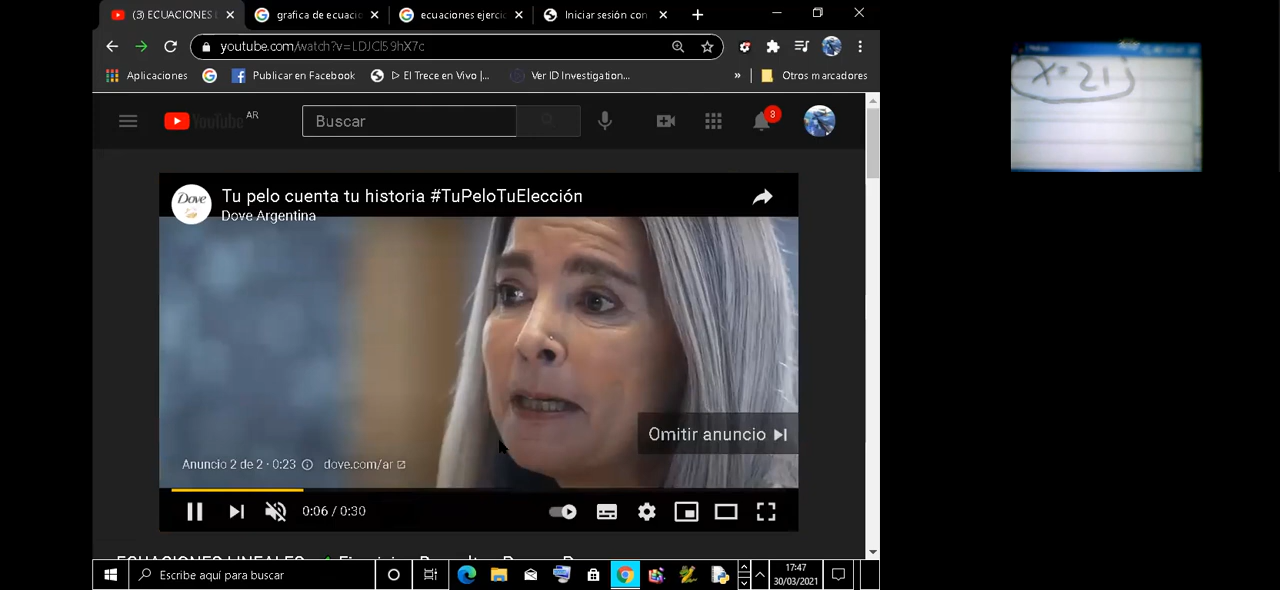 (3) ECUACIONES L
grafica de ecuacio
ecuaciones ejercic
Iniciar sesión con
youtube.com/watch?v=LDJCl59hX7c
Aplicaciones
Publicar en Facebook
▷ El Trece en Vivo |...
Ver ID Investigation...
»
Otros marcadores
YouTube AR
Buscar
3
Dove
Tu pelo cuenta tu historia #TuPeloTuElección
Dove Argentina
Omitir anuncio
Anuncio 2 de 2 · 0:23
dove.com/ar
0:06 / 0:30
ECUACIONES LINEALES
Escribe aquí para buscar
17:47
30/03/2021